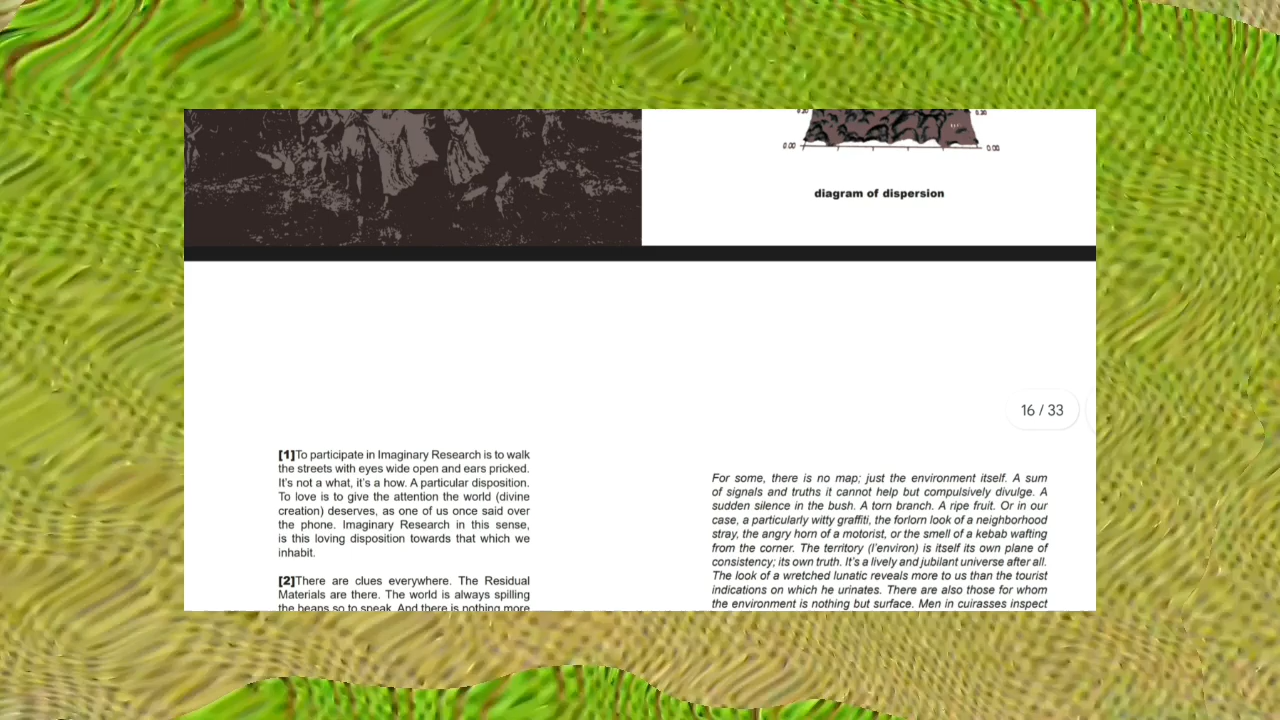 0.00
0.00
diagram of dispersion
16 / 33
[1]To participate in Imaginary Research is to walk
the streets with eyes wide open and ears pricked.
It's not a what, it's a how. A particular disposition.
To love is to give the attention the world (divine
creation) deserves, as one of us once said over
the phone. Imaginary Research in this sense,
is this loving disposition towards that which we
inhabit.
[2]There are clues everywhere. The Residual
Materials are there. The world is always spilling
the beans so to speak. And there is nothing more
For some, there is no map; just the environment itself. A sum
of signals and truths it cannot help but compulsively divulge. A
sudden silence in the bush. A torn branch. A ripe fruit. Or in our
case, a particularly witty graffiti, the forlorn look of a neighborhood
stray, the angry horn of a motorist, or the smell of a kebab wafting
from the corner. The territory (l'environ) is itself its own plane of
consistency; its own truth. It's a lively and jubilant universe after all.
The look of a wretched lunatic reveals more to us than the tourist
indications on which he urinates. There are also those for whom
the environment is nothing but surface. Men in cuirasses inspect